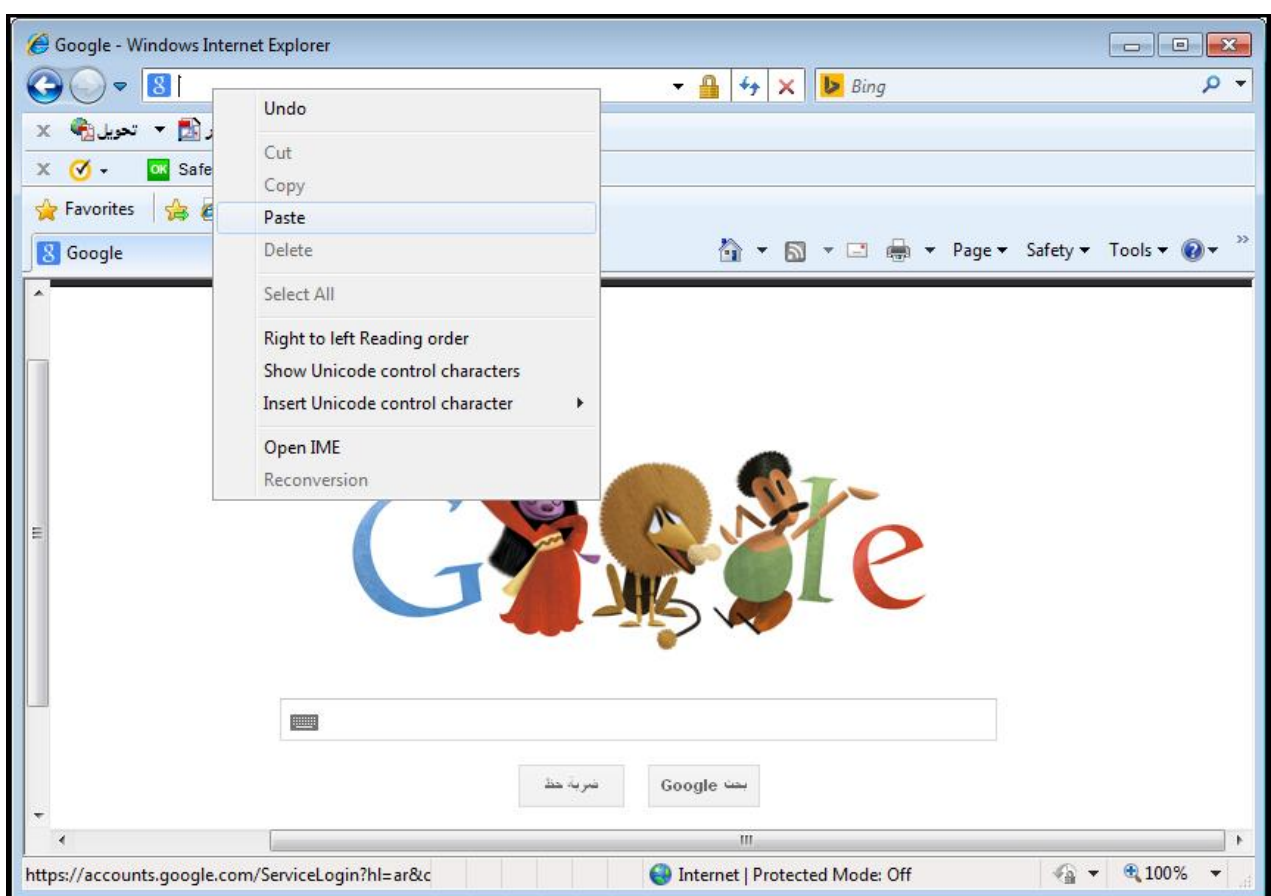 Google - Windows Internet Explorer
Bing
تحويل
Safe
Favorites
Google
Page
Safety
Tools
Undo
Cut
Copy
Paste
Delete
Select All
Right to left Reading order
Show Unicode control characters
Insert Unicode control character
Open IME
Reconversion
Google
بحث Google
ضربة حظ
https://accounts.google.com/ServiceLogin?hl=ar&c
Internet | Protected Mode: Off
100%